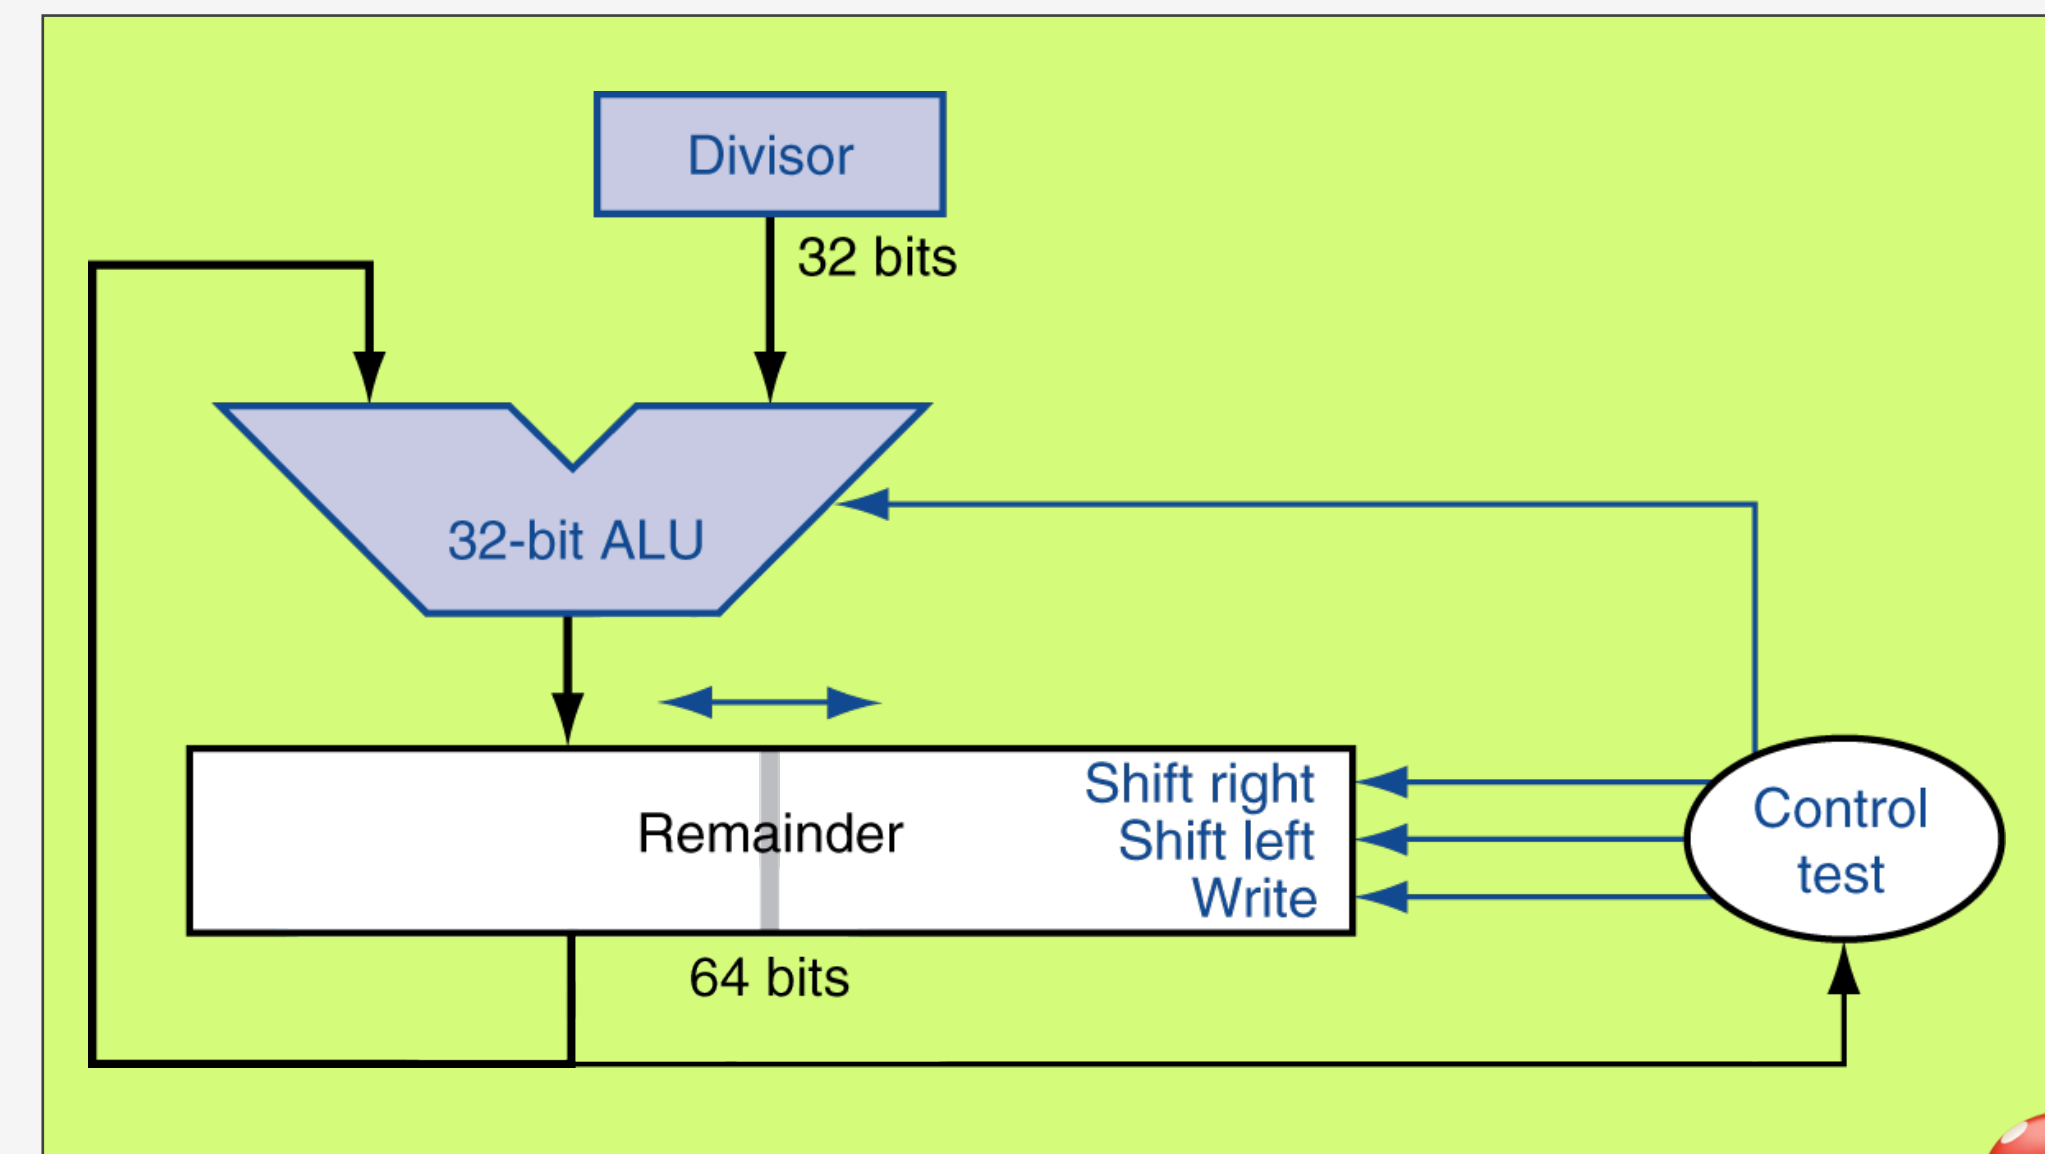 Divisor
32 bits
32-bit ALU
Remainder
Shift right
Shift left
Write
Control
test
64 bits